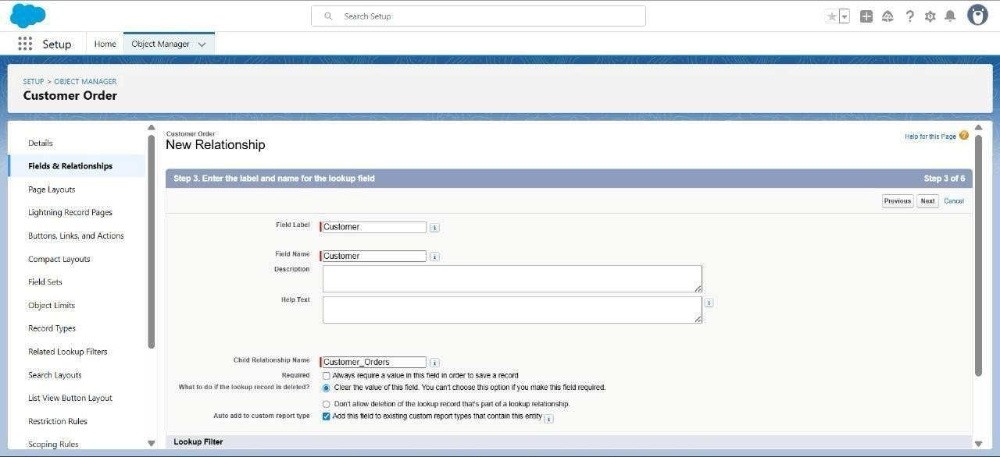 Search Setup
Setup
Home
Object Manager
SETUP > OBJECT MANAGER
Customer Order
Details
Fields & Relationships
Page Layouts
Lightning Record Pages
Buttons, Links, and Actions
Compact Layouts
Field Sets
Object Limits
Record Types
Related Lookup Filters
Search Layouts
List View Button Layout
Restriction Rules
Scoping Rules
Customer Order
New Relationship
Help for this Page ?
Step 3. Enter the label and name for the lookup field
Step 3 of 6
Previous Next Cancel
Field Label Customer i
Field Name Customer i
Description
Help Text i
Child Relationship Name Customer_Orders i
Required Always require a value in this field in order to save a record
What to do if the lookup record is deleted? Clear the value of this field. You can't choose this option if you make this field required.
Don't allow deletion of the lookup record that's part of a lookup relationship.
Auto add to custom report type Add this field to existing custom report types that contain this entity i
Lookup Filter